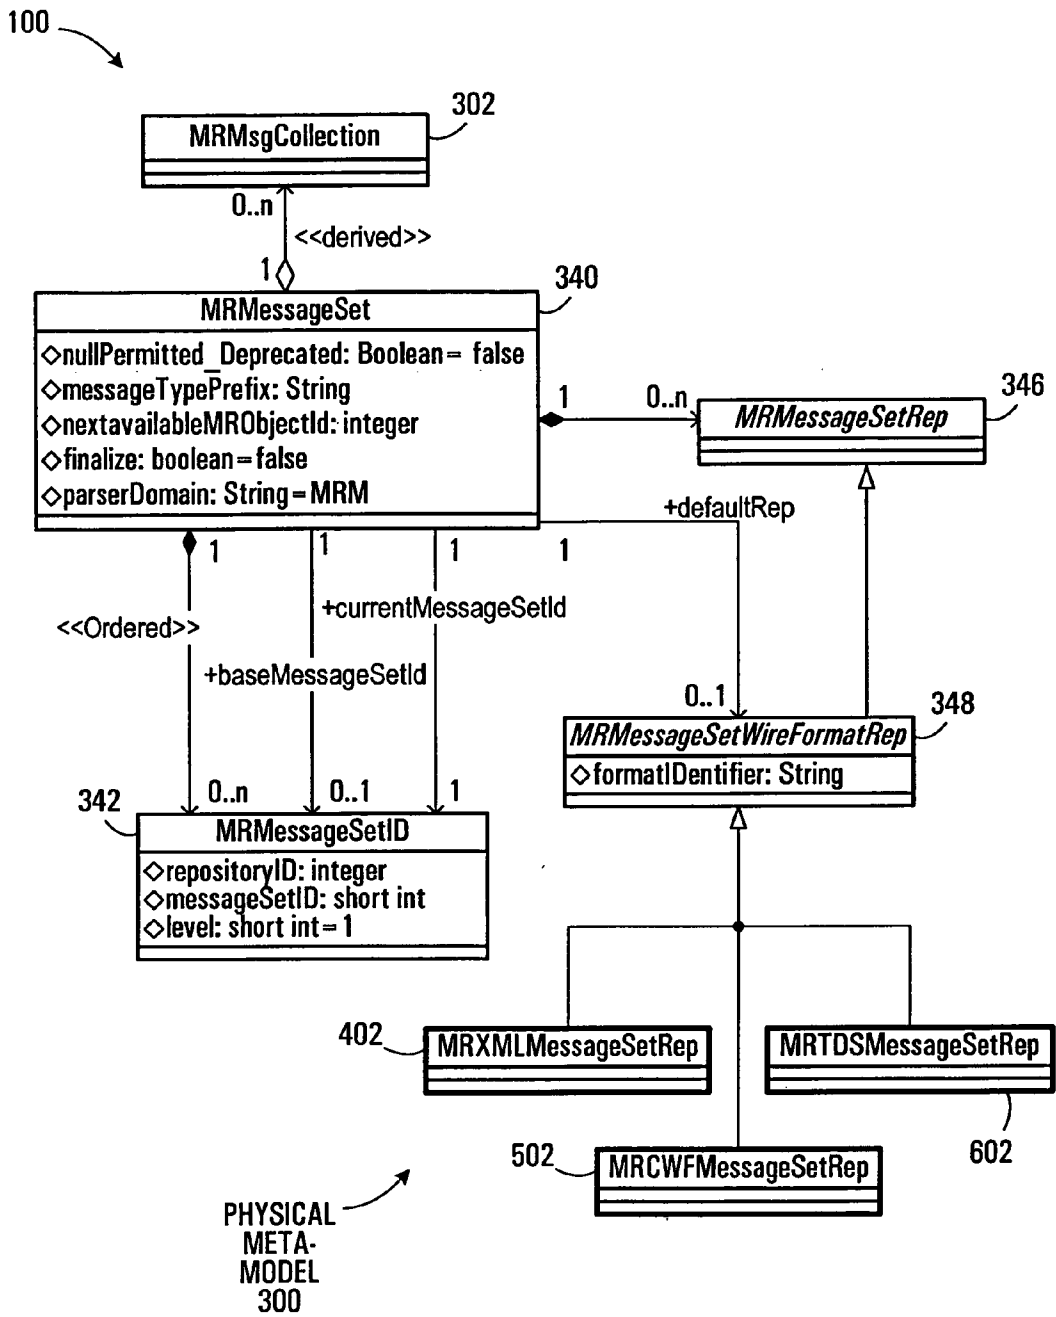 100
302
MRMsgCollection
0..n
<<derived>>
1
340
MRMessageSet
nullPermitted_Deprecated: Boolean = false
messageTypePrefix: String
nextavailableMRObjectId: integer
finalize: boolean=false
parserDomain: String=MRM
1
0..n
346
MRMessageSetRep
+defaultRep
1
1
1
1
<<Ordered>>
+currentMessageSetId
+baseMessageSetId
0..1
348
MRMessageSetWireFormatRep
formatIDentifier: String
342
0..n
0..1
1
MRMessageSetID
repositoryID: integer
messageSetID: short int
level: short int=1
402
MRXMLMessageSetRep
MRTDSMessageSetRep
602
502
MRCWFMessageSetRep
PHYSICAL
META-
MODEL
300